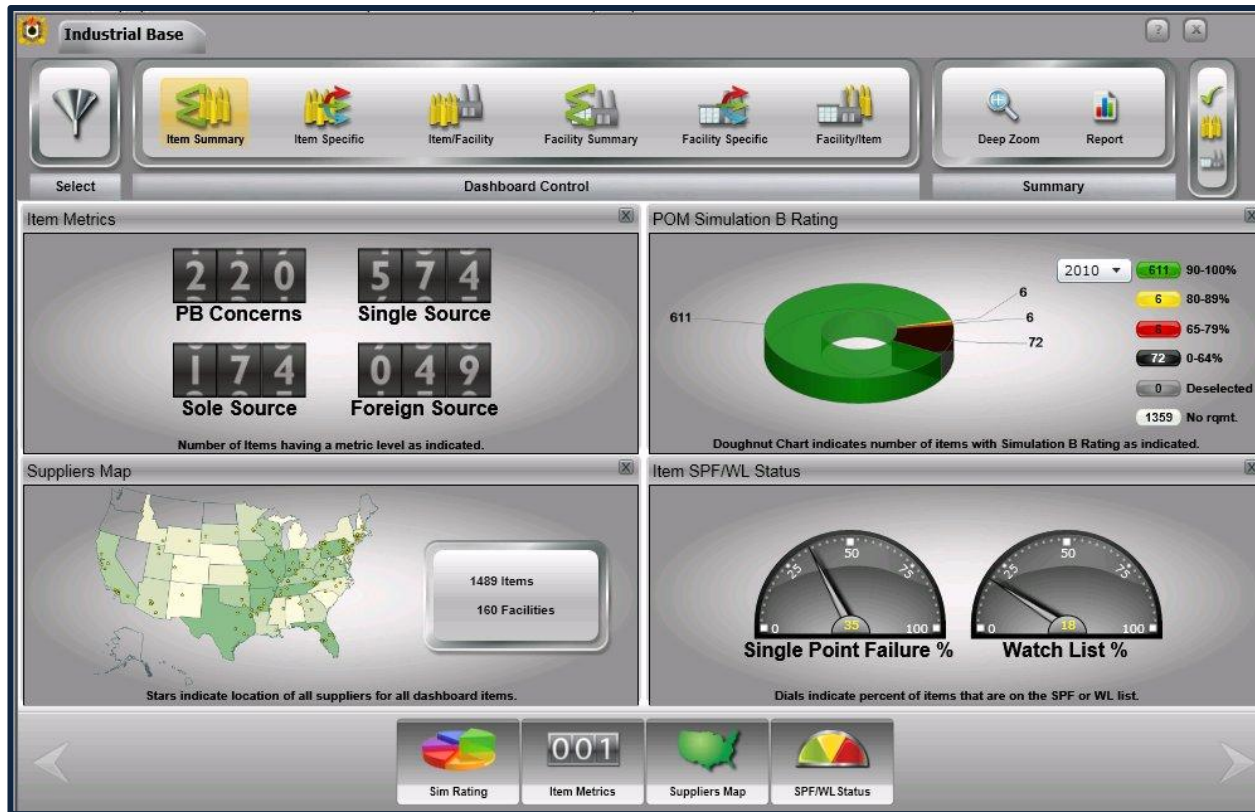 Industrial Base
? X
Item Summary Item Specific Item/Facility Facility Summary Facility Specific Facility/Item Deep Zoom Report
Select Dashboard Control Summary
Item Metrics X
220 574
PB Concerns Single Source
174 049
Sole Source Foreign Source
Number of Items having a metric level as indicated.
POM Simulation B Rating X
2010
611 90-100%
6 80-89%
6 65-79%
72 0-64%
0 Deselected
1359 No rqmt.
611
6
6
72
Doughnut Chart indicates number of items with Simulation B Rating as indicated.
Suppliers Map X
1489 Items
160 Facilities
Stars indicate location of all suppliers for all dashboard items.
Item SPF/WL Status X
0 25 50 75 100
35
Single Point Failure %
0 25 50 75 100
18
Watch List %
Dials indicate percent of items that are on the SPF or WL list.
001
Sim Rating Item Metrics Suppliers Map SPF/WL Status